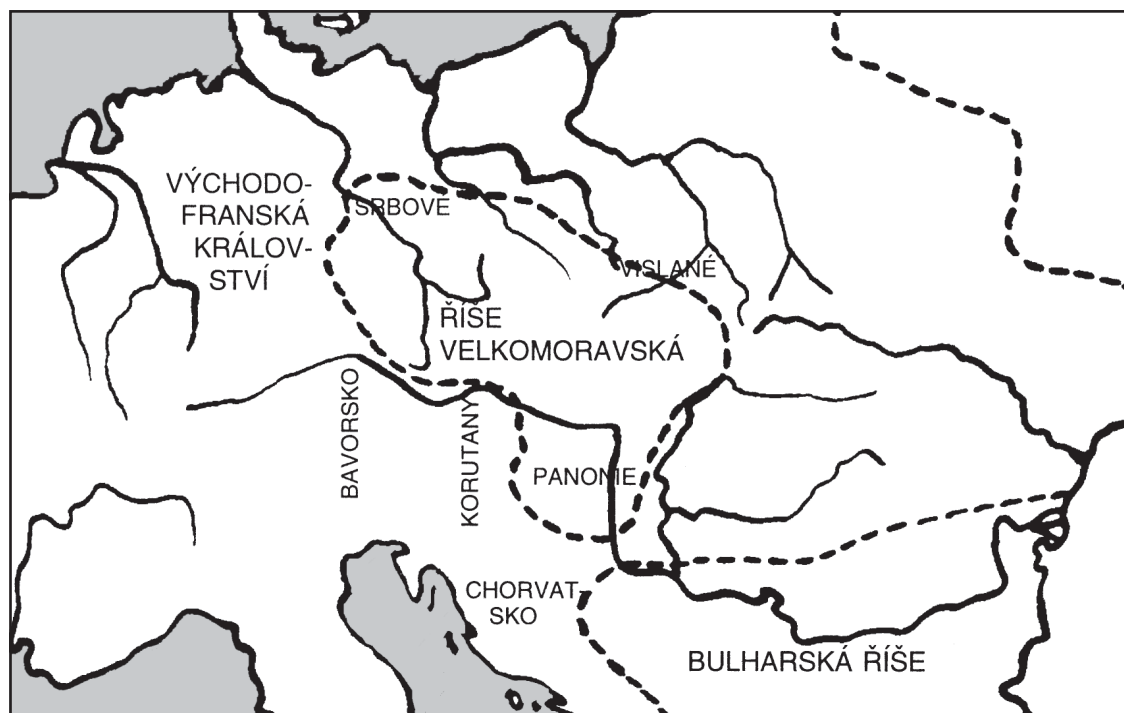 VÝCHODO-
FRANSKÁ
KRÁLOV-
STVÍ
SRBOVÉ
VISLANÉ
ŘÍŠE
VELKOMORAVSKÁ
BAVORSKO
KORUTANY
PANONIE
CHORVAT-
SKO
BULHARSKÁ ŘÍŠE